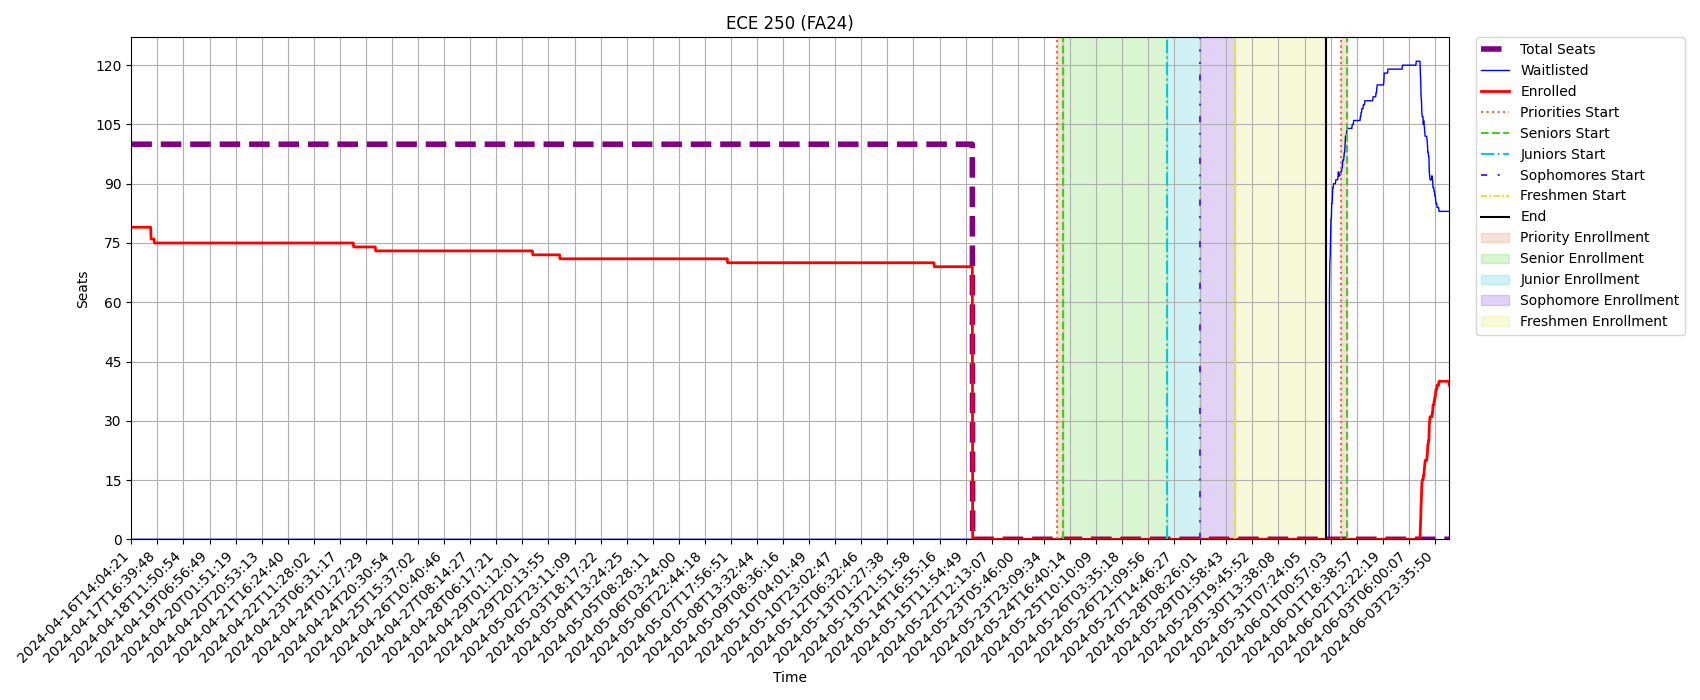 ECE 250 (FA24)
Seats
120
105
90
75
60
45
30
15
0
2024-04-16T14:04:21
2024-04-17T16:39:48
2024-04-18T11:50:54
2024-04-19T06:56:49
2024-04-20T01:51:19
2024-04-20T20:53:13
2024-04-21T16:24:40
2024-04-22T11:28:02
2024-04-23T06:31:17
2024-04-24T01:27:29
2024-04-24T20:30:54
2024-04-25T15:37:02
2024-04-26T10:40:46
2024-04-27T08:14:27
2024-04-28T06:17:21
2024-04-29T01:12:01
2024-04-29T20:13:55
2024-05-02T23:11:09
2024-05-03T18:17:22
2024-05-04T13:24:25
2024-05-05T08:28:11
2024-05-06T03:24:00
2024-05-06T22:44:18
2024-05-07T17:56:51
2024-05-08T13:32:44
2024-05-09T08:36:16
2024-05-10T04:01:49
2024-05-10T23:02:47
2024-05-12T06:32:46
2024-05-13T01:27:38
2024-05-13T21:51:58
2024-05-14T16:55:16
2024-05-15T11:54:49
2024-05-22T12:13:07
2024-05-23T05:46:00
2024-05-23T23:09:34
2024-05-24T16:40:14
2024-05-25T10:10:09
2024-05-26T03:35:18
2024-05-26T21:09:56
2024-05-27T14:46:27
2024-05-28T08:26:01
2024-05-29T01:58:43
2024-05-29T19:45:52
2024-05-30T13:38:08
2024-05-31T07:24:05
2024-06-01T00:57:03
2024-06-01T18:38:57
2024-06-02T12:22:19
2024-06-03T06:00:07
2024-06-03T23:35:50
Time
Total Seats
Waitlisted
Enrolled
Priorities Start
Seniors Start
Juniors Start
Sophomores Start
Freshmen Start
End
Priority Enrollment
Senior Enrollment
Junior Enrollment
Sophomore Enrollment
Freshmen Enrollment